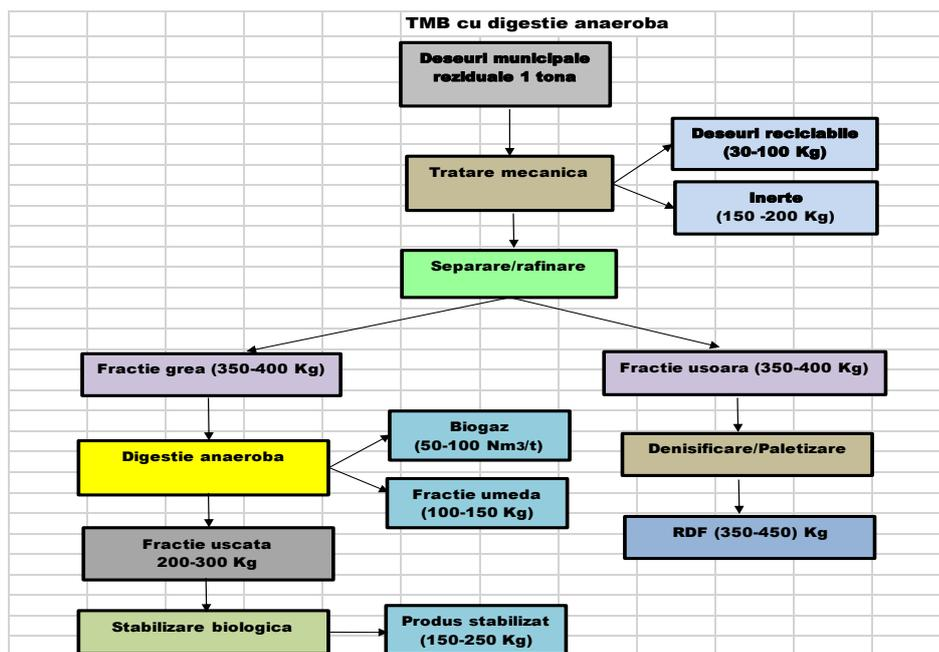 TMB cu digestie anaeroba
Deseuri municipale
reziduale 1 tona
Deseuri reciclabile
(30-100 Kg)
Tratare mecanica
Inerte
(150 -200 Kg)
Separare/rafinare
Fractie grea (350-400 Kg)
Fractie usoara (350-400 Kg)
Biogaz
(50-100 Nm3/t)
Digestie anaeroba
Denisificare/Paletizare
Fractie umeda
(100-150 Kg)
Fractie uscata
200-300 Kg
RDF (350-450) Kg
Stabilizare biologica
Produs stabilizat
(150-250 Kg)